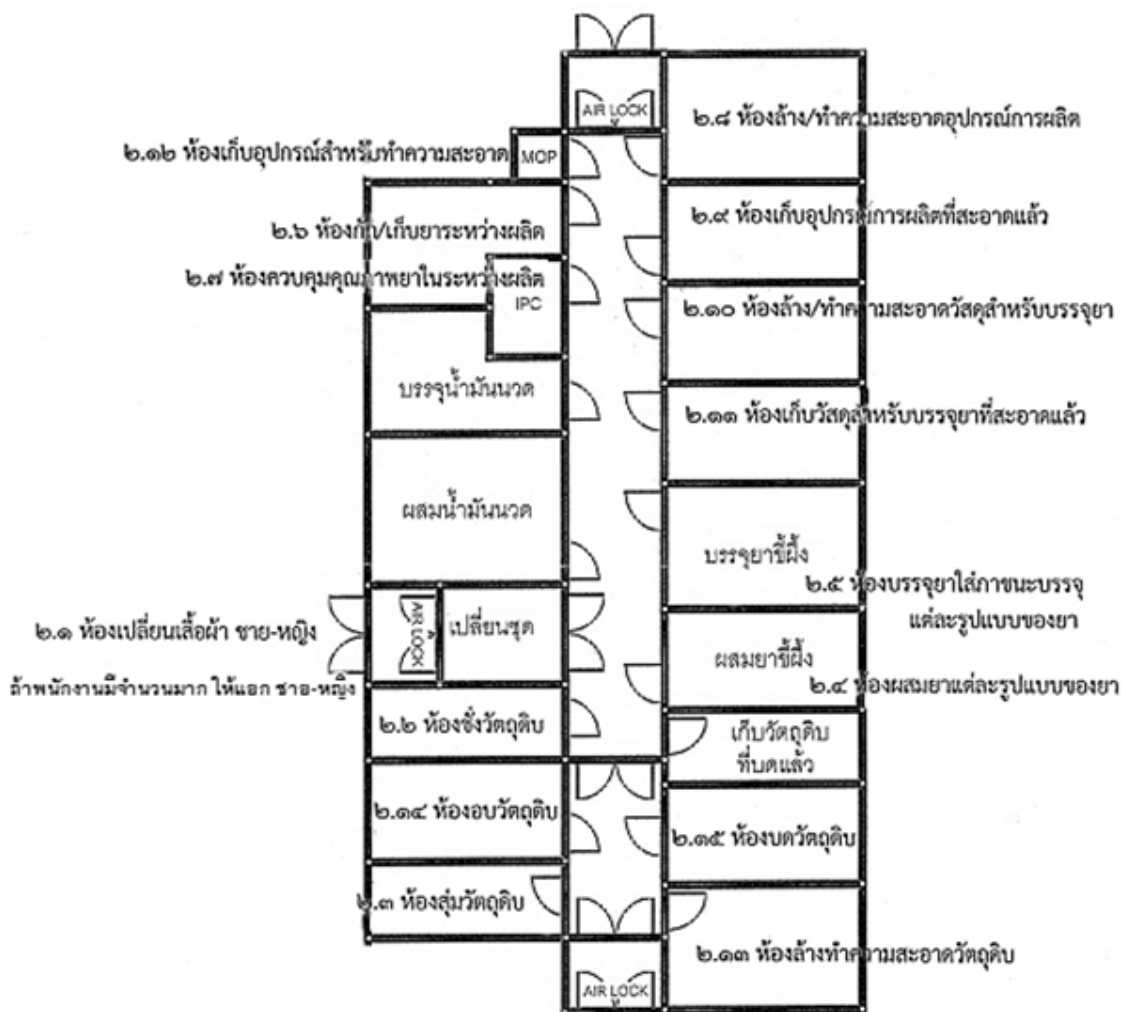 AIR LOCK
๒.๘ ห้องล้าง/ทำความสะอาดอุปกรณ์การผลิต
๒.๑๒ ห้องเก็บอุปกรณ์สำหรับทำความสะอาด
MOP
๒.๖ ห้องกัก/เก็บยาระหว่างผลิต
๒.๙ ห้องเก็บอุปกรณ์การผลิตที่สะอาดแล้ว
๒.๗ ห้องควบคุมคุณภาพยาในระหว่างผลิต
IPC
๒.๑๐ ห้องล้าง/ทำความสะอาดวัสดุสำหรับบรรจุยา
บรรจุน้ำมันนวด
๒.๑๑ ห้องเก็บวัสดุสำหรับบรรจุยาที่สะอาดแล้ว
ผสมน้ำมันนวด
บรรจุยาขี้ผึ้ง
๒.๕ ห้องบรรจุยาใส่ภาชนะบรรจุ
แต่ละรูปแบบของยา
๒.๑ ห้องเปลี่ยนเสื้อผ้า ชาย-หญิง
AIR LOCK
เปลี่ยนชุด
ผสมยาขี้ผึ้ง
๒.๔ ห้องผสมยาแต่ละรูปแบบของยา
ถ้าพนักงานมีจำนวนมาก ให้แยก ชาย-หญิง
๒.๒ ห้องชั่งวัตถุดิบ
เก็บวัตถุดิบ
ที่บดแล้ว
๒.๑๔ ห้องอบวัตถุดิบ
๒.๑๕ ห้องบดวัตถุดิบ
๒.๓ ห้องสุ่มวัตถุดิบ
๒.๑๓ ห้องล้างทำความสะอาดวัตถุดิบ
AIR LOCK